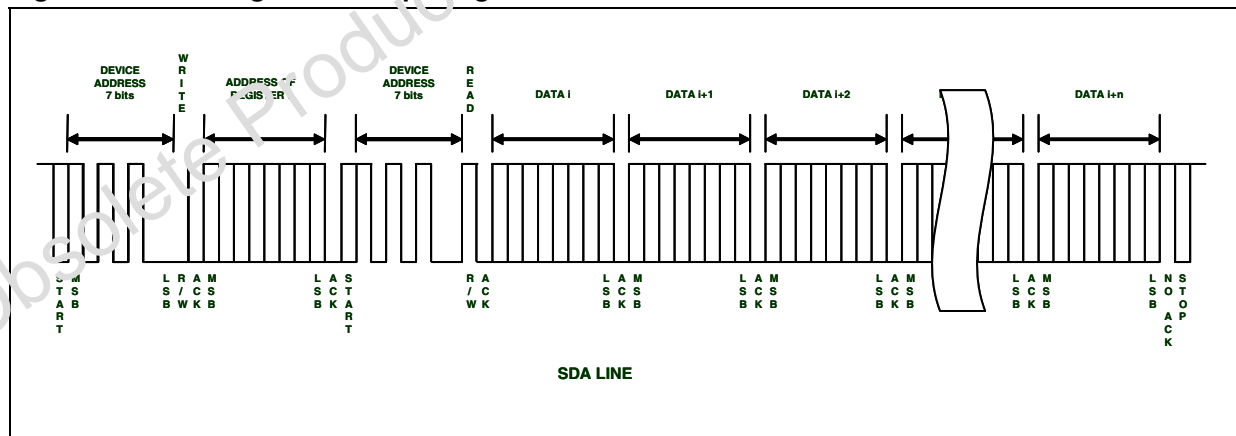 DEVICE
ADDRESS
7 bits
WRITE
ADDRESS OF
REGISTER
DEVICE
ADDRESS
7 bits
READ
DATA i
DATA i+1
DATA i+2
DATA i+n
START
MSB
LSB
R/W
ACK
MSB
LSB
ACK
START
R/W
ACK
LSB
ACK
MSB
LSB
ACK
MSB
LSB
ACK
MSB
LSB
ACK
MSB
LSB
NO ACK
STOP
SDA LINE
Obsolete Produc